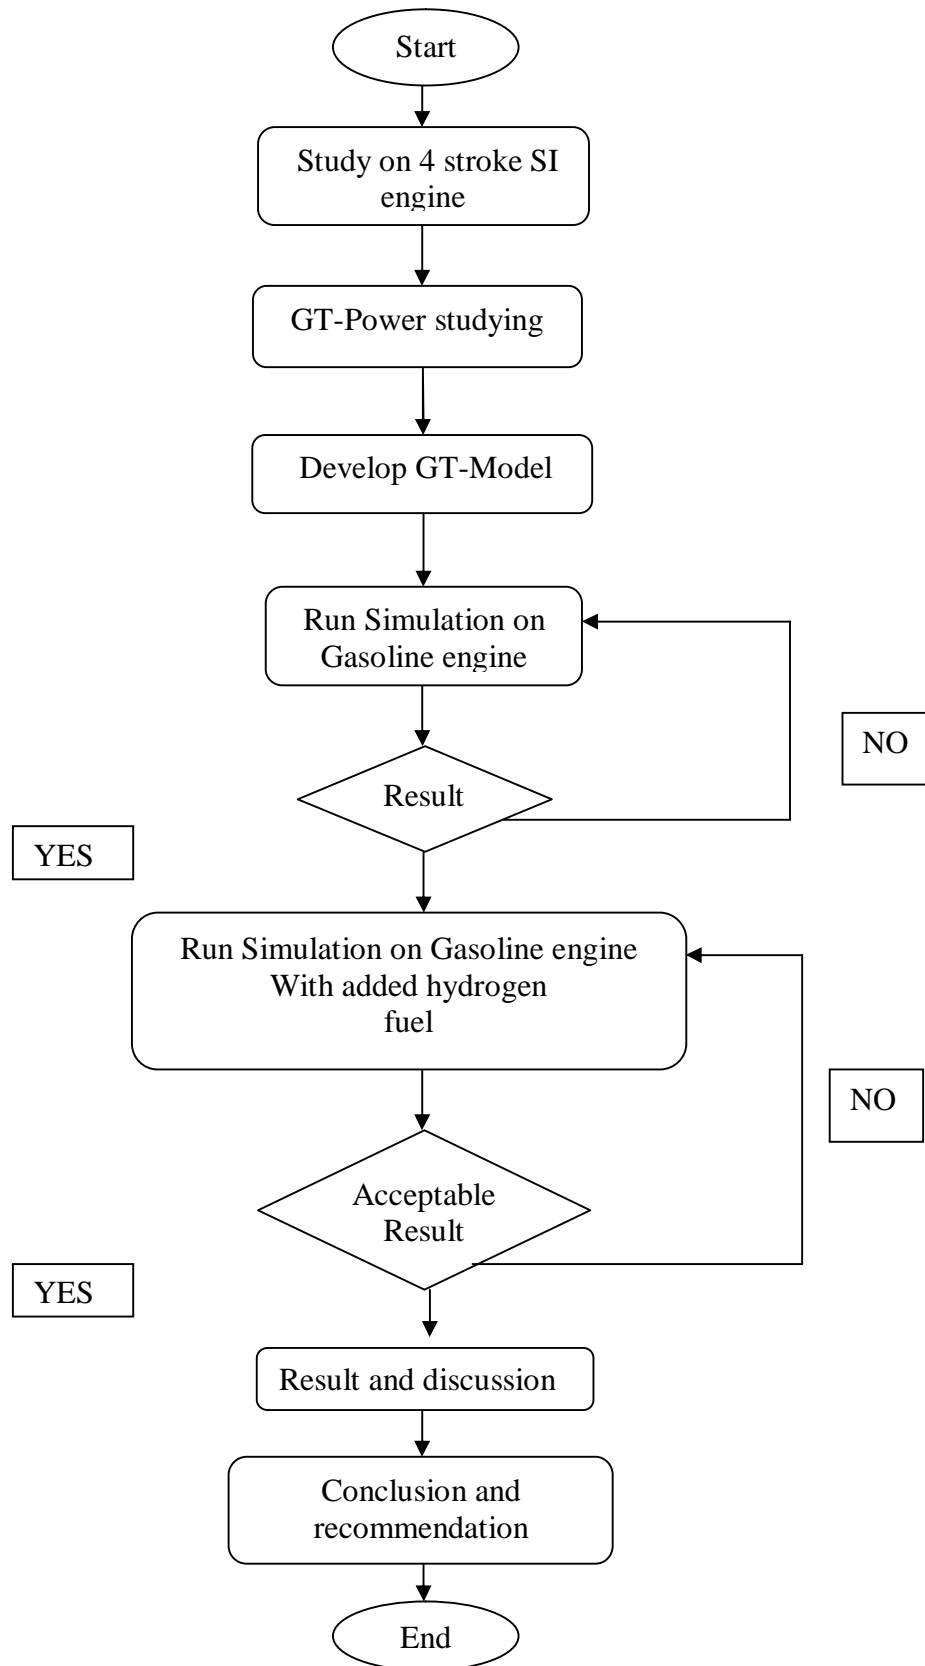 Start
Study on 4 stroke SI
engine
GT-Power studying
Develop GT-Model
Run Simulation on
Gasoline engine
NO
Result
YES
Run Simulation on Gasoline engine
With added hydrogen
fuel
NO
Acceptable
Result
YES
Result and discussion
Conclusion and
recommendation
End